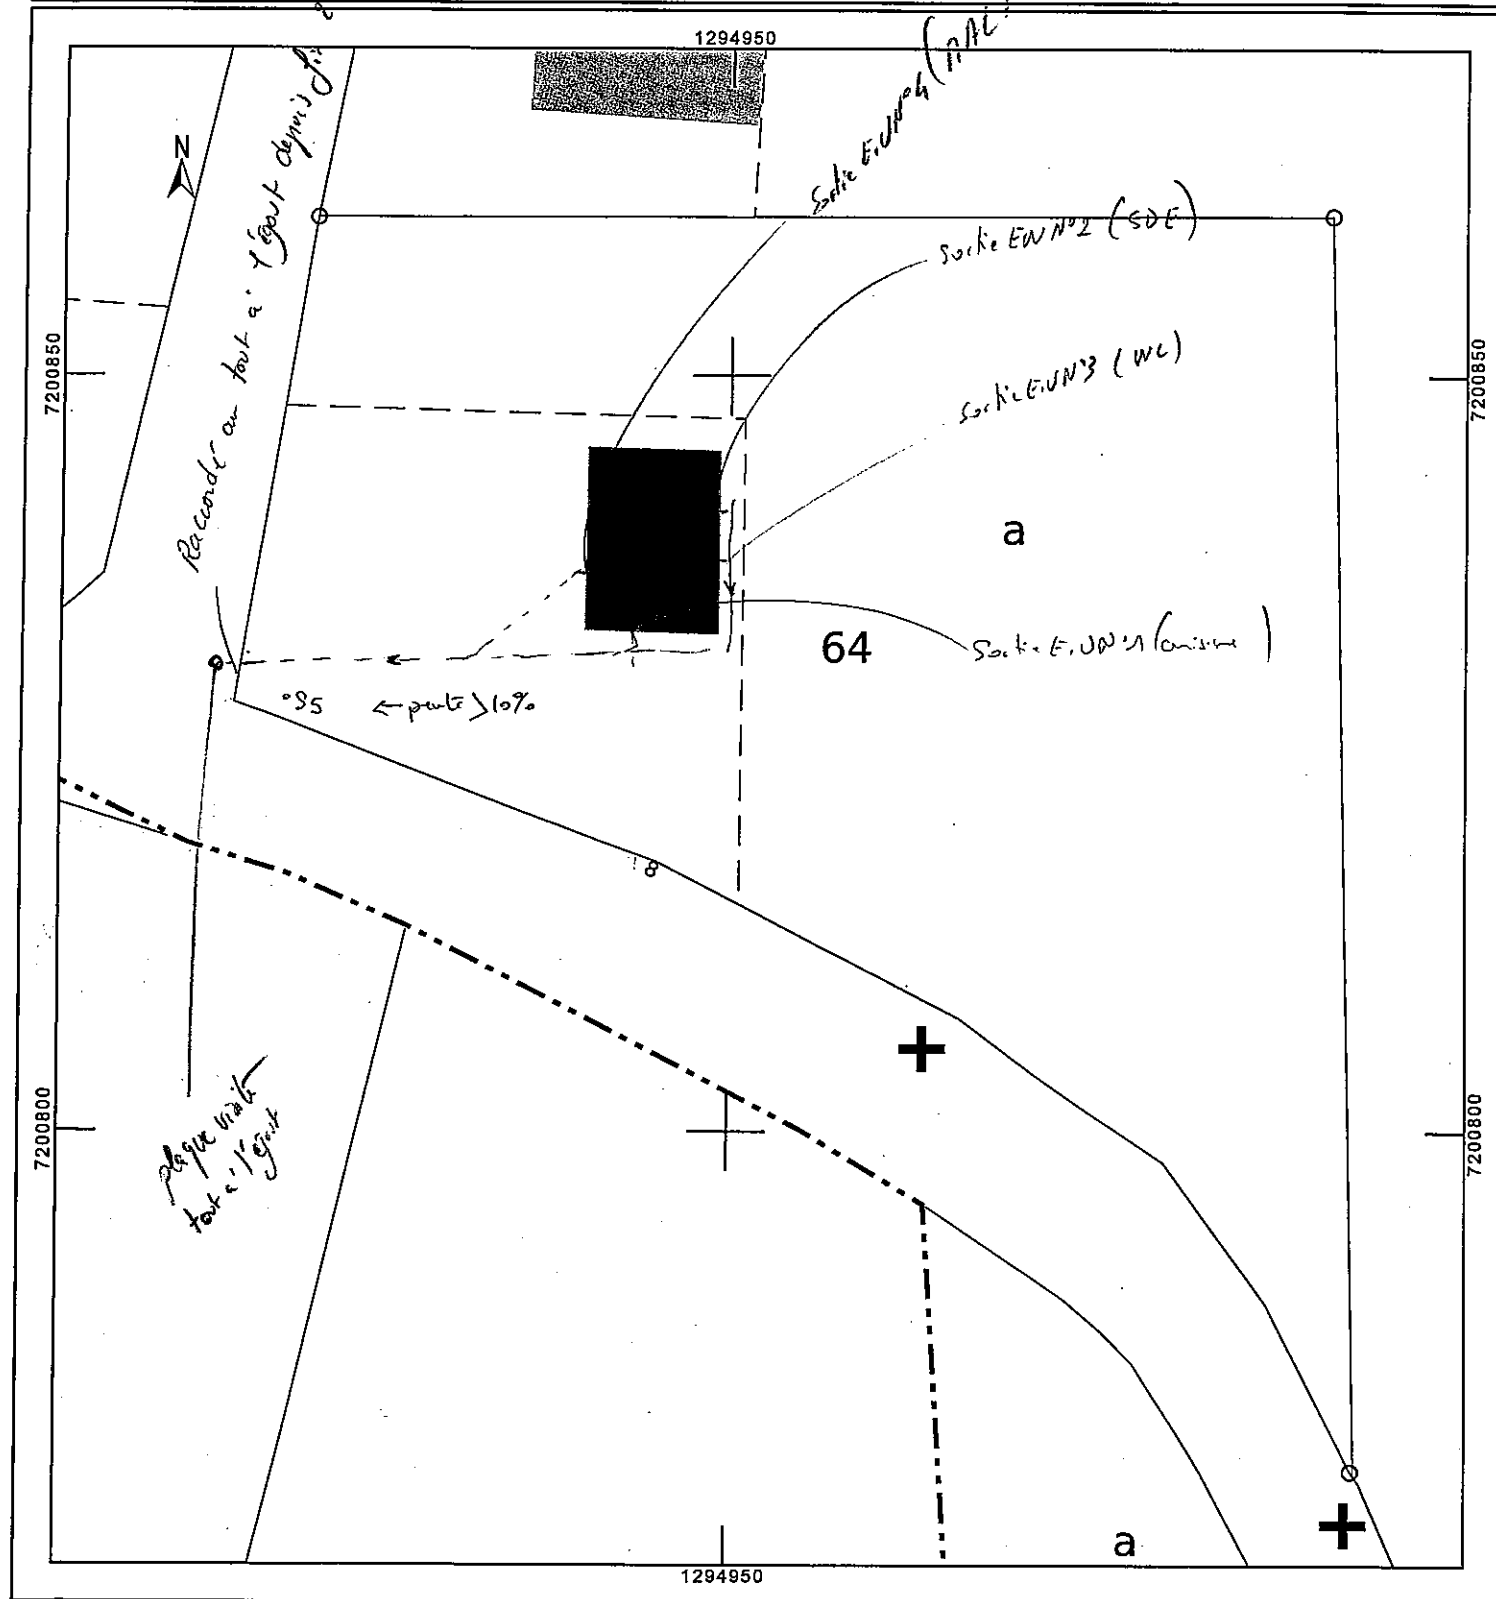 1294950
N
Raccordé au tout à l'égout depuis
Sortie E.U N°4 (
Sortie EU N°2 (SDE)
7200850
7200850
Sortie E.U N°3 (WC)
a
64
Sortie E.U N°1 (cuisine)
°95
← pente >10%
8
7200800
7200800
plaque visite
tout à l'égout
a
1294950